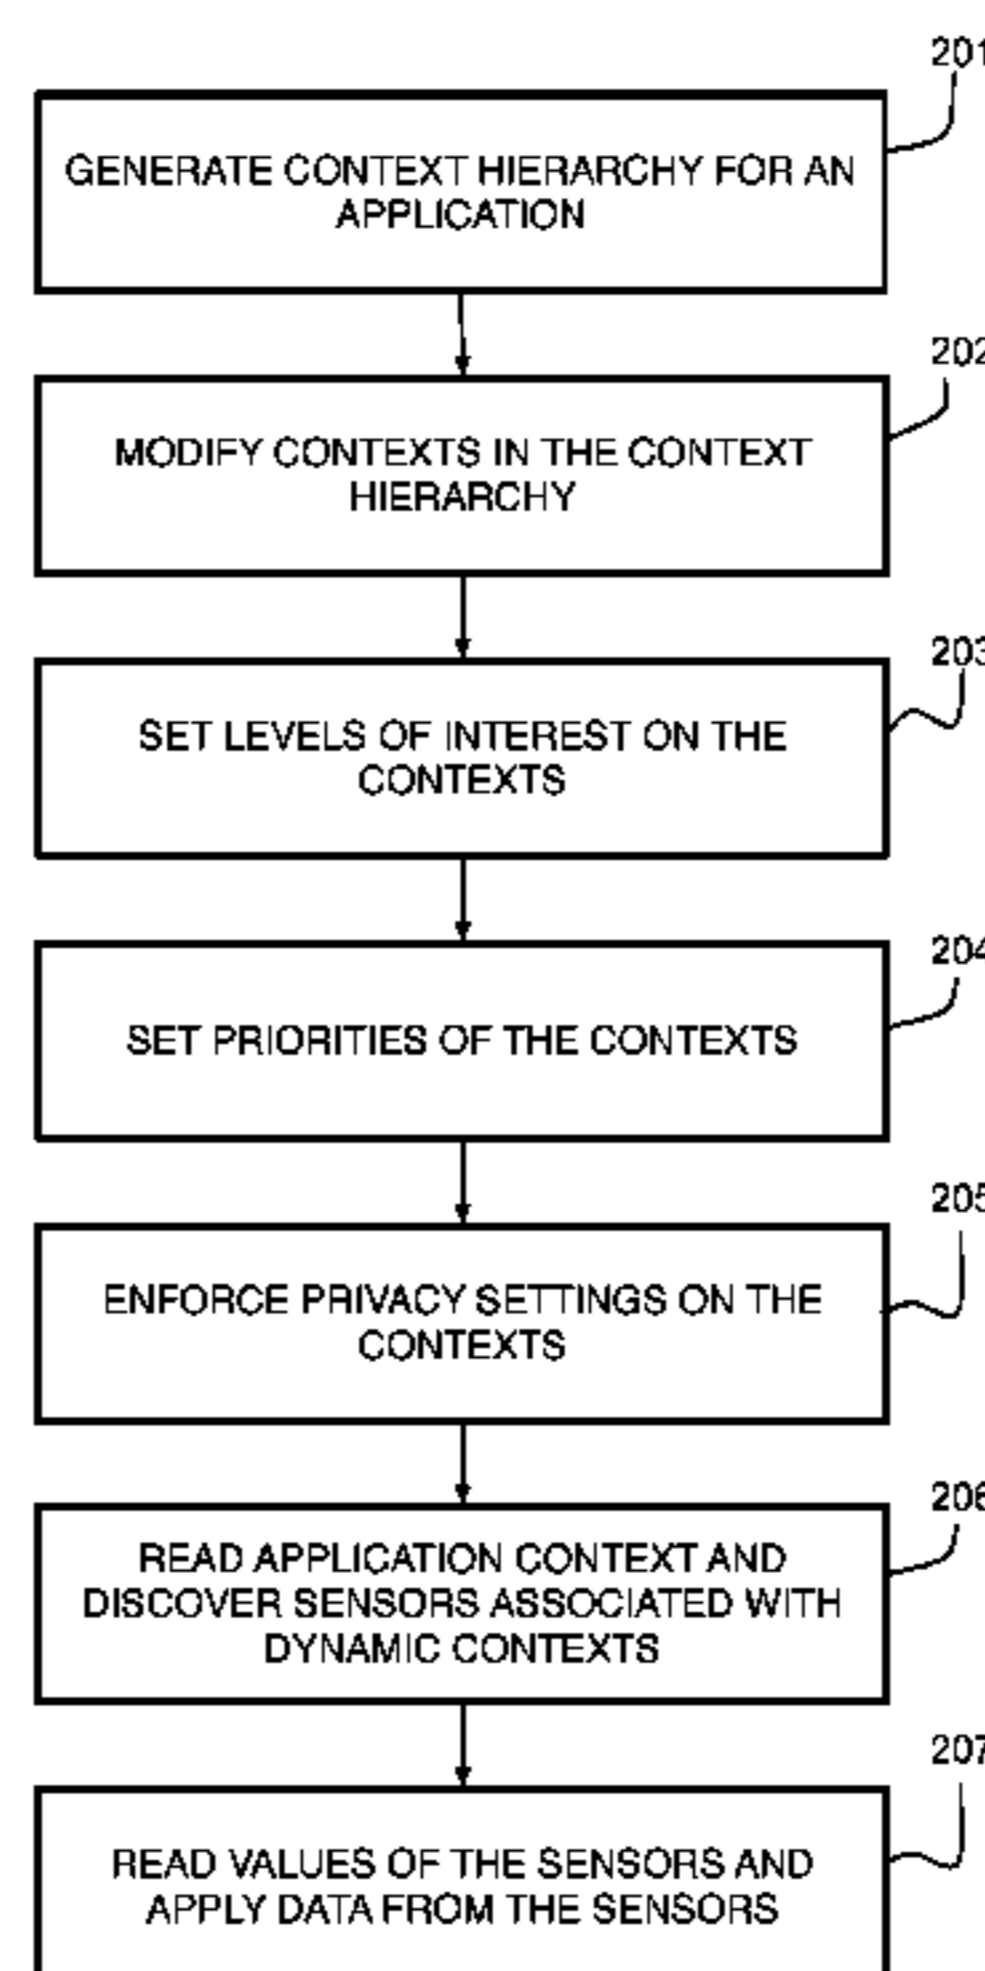 201
GENERATE CONTEXT HIERARCHY FOR AN
APPLICATION
202
MODIFY CONTEXTS IN THE CONTEXT
HIERARCHY
203
SET LEVELS OF INTEREST ON THE
CONTEXTS
204
SET PRIORITIES OF THE CONTEXTS
205
ENFORCE PRIVACY SETTINGS ON THE
CONTEXTS
206
READ APPLICATION CONTEXT AND
DISCOVER SENSORS ASSOCIATED WITH
DYNAMIC CONTEXTS
207
READ VALUES OF THE SENSORS AND
APPLY DATA FROM THE SENSORS